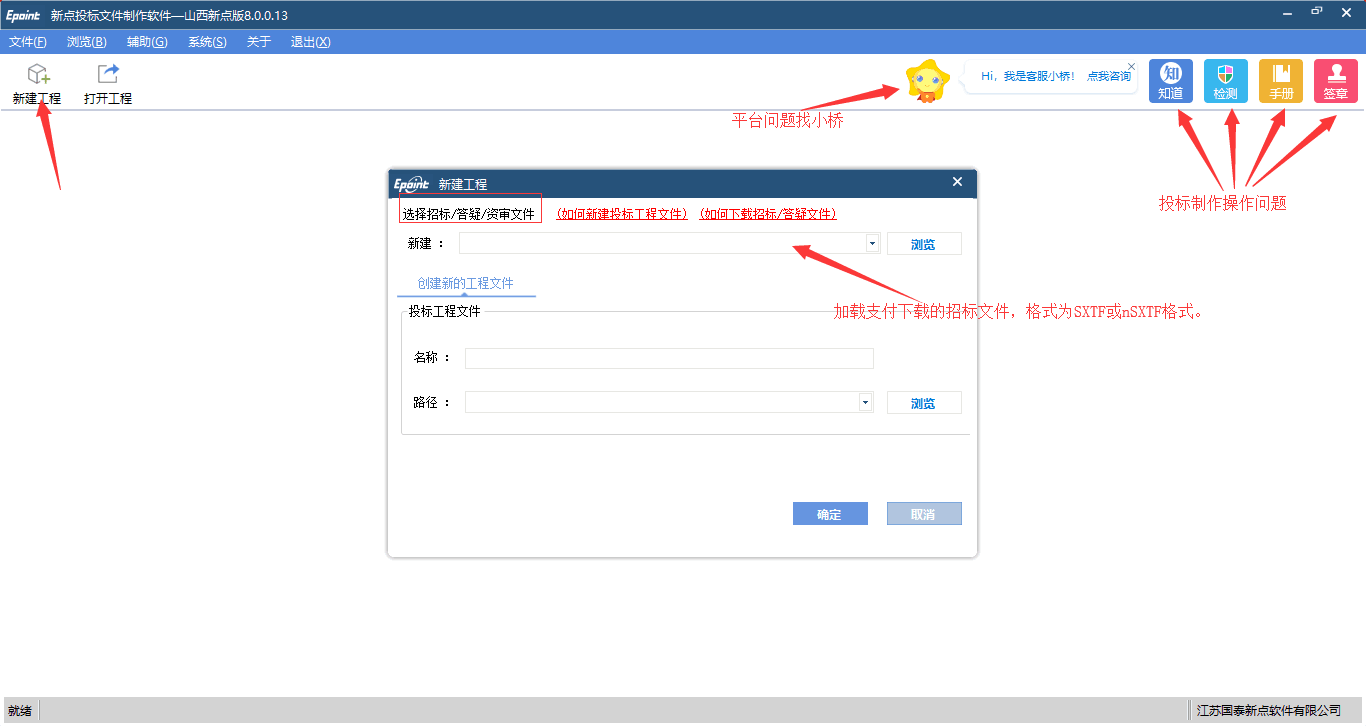 Epoint 新点投标文件制作软件—山西新点版8.0.0.13
文件(F) 浏览(B) 辅助(G) 系统(S) 关于 退出(X)
新建工程 打开工程
Hi，我是客服小桥！ 点我咨询
知 知道 检测 手册 签章
平台问题找小桥
投标制作操作问题
Epoint 新建工程
选择招标/答疑/资审文件 (如何新建投标工程文件) (如何下载招标/答疑文件)
新建 ： 浏览
创建新的工程文件
加载支付下载的招标文件，格式为SXTF或nSXTF格式。
投标工程文件
名称 ：
路径 ： 浏览
确定 取消
就绪 江苏国泰新点软件有限公司